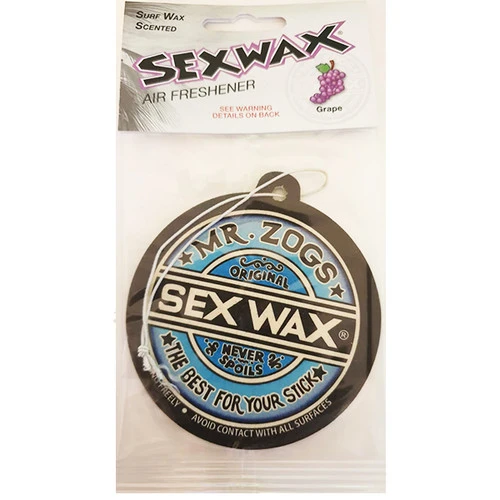 SURF WAX
SCENTED
SEXWAX®
AIR FRESHENER
Grape
SEE WARNING
DETAILS ON BACK
MR. ZOGS
ORIGINAL
SEX WAX®
NEVER
SPOILS
THE BEST FOR YOUR STICK
FREELY. AVOID CONTACT WITH ALL SURFACES